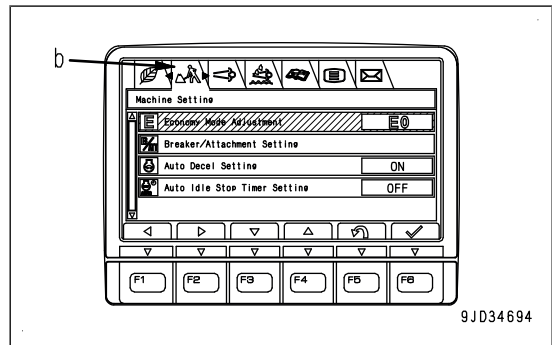 b
Machine Setting
E Economy Mode Adjustment E0
Breaker/Attachment Setting
Auto Decel Setting ON
Auto Idle Stop Timer Setting OFF
F1 F2 F3 F4 F5 F6
9JD34694